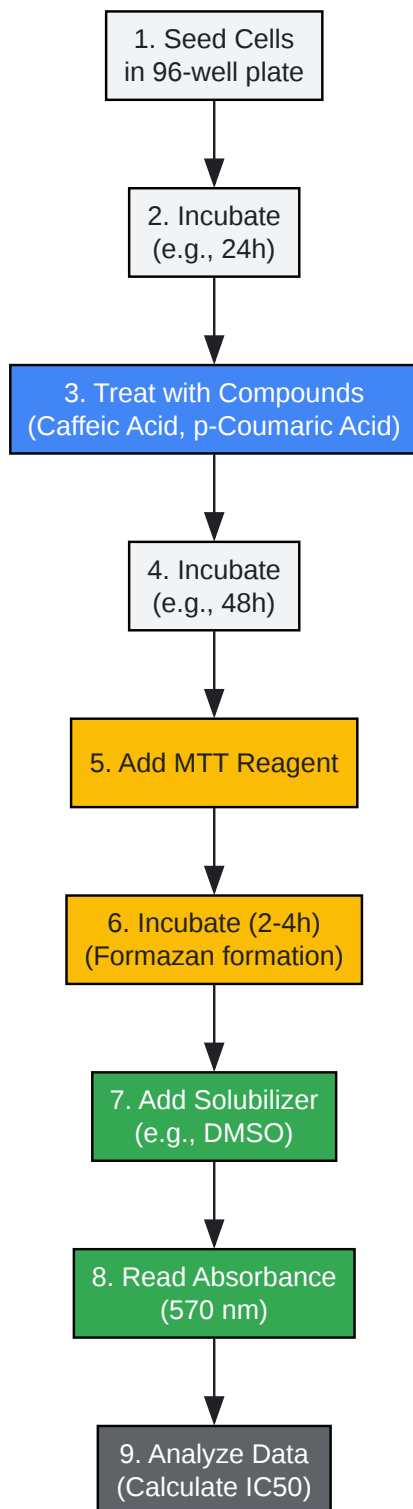 1. Seed Cells
in 96-well plate
2. Incubate
(e.g., 24h)
3. Treat with Compounds
(Caffeic Acid, p-Coumaric Acid)
4. Incubate
(e.g., 48h)
5. Add MTT Reagent
6. Incubate (2-4h)
(Formazan formation)
7. Add Solubilizer
(e.g., DMSO)
8. Read Absorbance
(570 nm)
9. Analyze Data
(Calculate IC50)